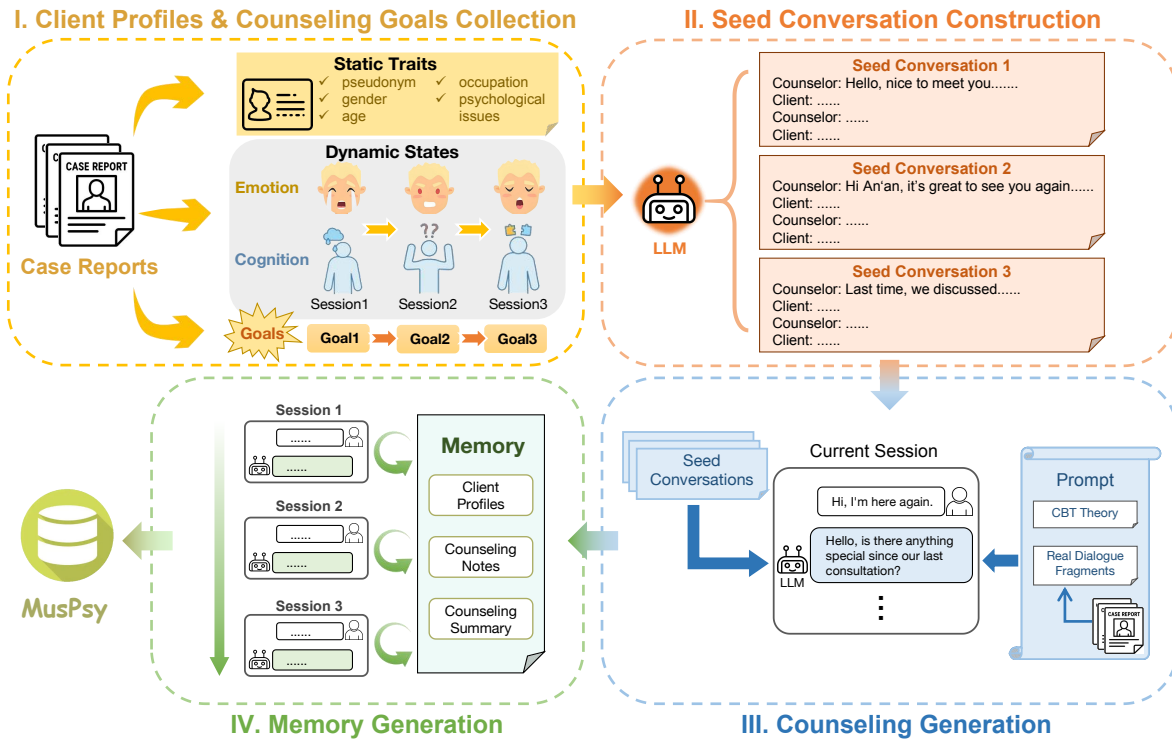 I. Client Profiles & Counseling Goals Collection
Static Traits
✓ pseudonym
✓ gender
✓ age
✓ occupation
✓ psychological
issues
CASE REPORT
Case Reports
Dynamic States
Emotion
Cognition
??
Session1
Session2
Session3
Goals
Goal1
Goal2
Goal3
II. Seed Conversation Construction
LLM
Seed Conversation 1
Counselor: Hello, nice to meet you.......
Client: ......
Counselor: ......
Client: ......
Seed Conversation 2
Counselor: Hi An'an, it's great to see you again.....
Client: ......
Counselor: ......
Client: ......
Seed Conversation 3
Counselor: Last time, we discussed......
Client: ......
Counselor: ......
Client: ......
Seed
Conversations
Current Session
Hi, I'm here again.
Hello, is there anything
special since our last
consultation?
LLM
Prompt
CBT Theory
Real Dialogue
Fragments
CASE REPORT
III. Counseling Generation
Session 1
......
......
Session 2
......
......
Session 3
......
......
Memory
Client
Profiles
Counseling
Notes
Counseling
Summary
MusPsy
IV. Memory Generation